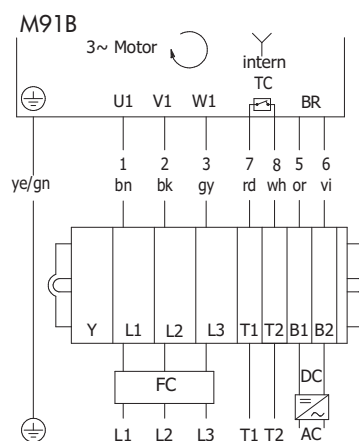 M91B
3~ Motor
intern
TC
U1 V1 W1 BR
1 2 3 7 8 5 6
ye/gn bn bk gy rd wh or vi
Y L1 L2 L3 T1 T2 B1 B2
FC DC
L1 L2 L3 T1 T2 AC